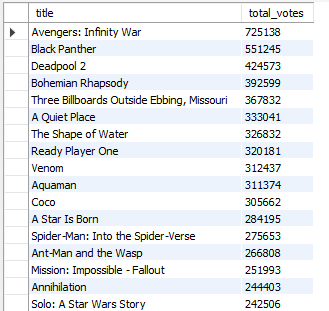 title total_votes
Avengers: Infinity War 725138
Black Panther 551245
Deadpool 2 424573
Bohemian Rhapsody 392599
Three Billboards Outside Ebbing, Missouri 367832
A Quiet Place 333041
The Shape of Water 326832
Ready Player One 320181
Venom 312437
Aquaman 311374
Coco 305662
A Star Is Born 284195
Spider-Man: Into the Spider-Verse 275653
Ant-Man and the Wasp 266808
Mission: Impossible - Fallout 251993
Annihilation 244403
Solo: A Star Wars Story 242506